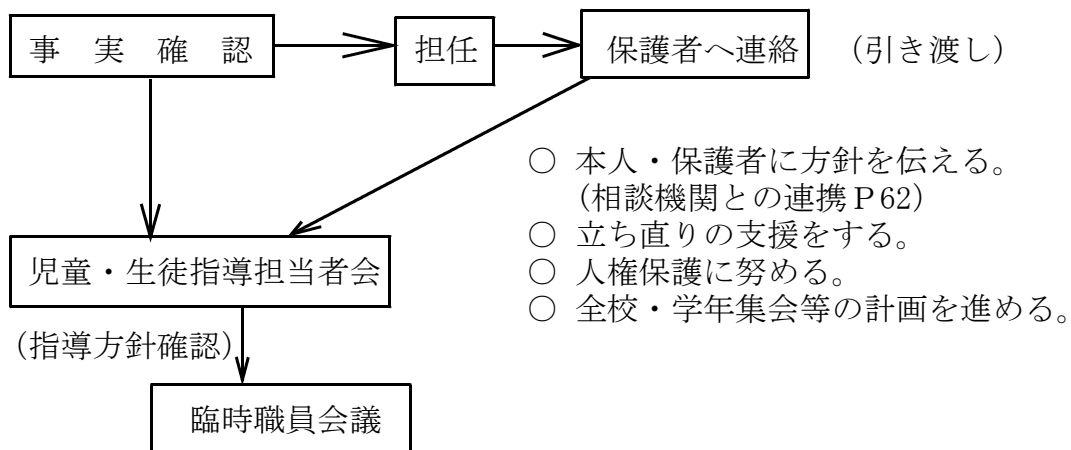 事　実　確　認
担任
保護者へ連絡
（引き渡し）
○ 本人・保護者に方針を伝える。
（相談機関との連携Ｐ62）
○ 立ち直りの支援をする。
○ 人権保護に努める。
○ 全校・学年集会等の計画を進める。
児童・生徒指導担当者会
（指導方針確認）
臨時職員会議